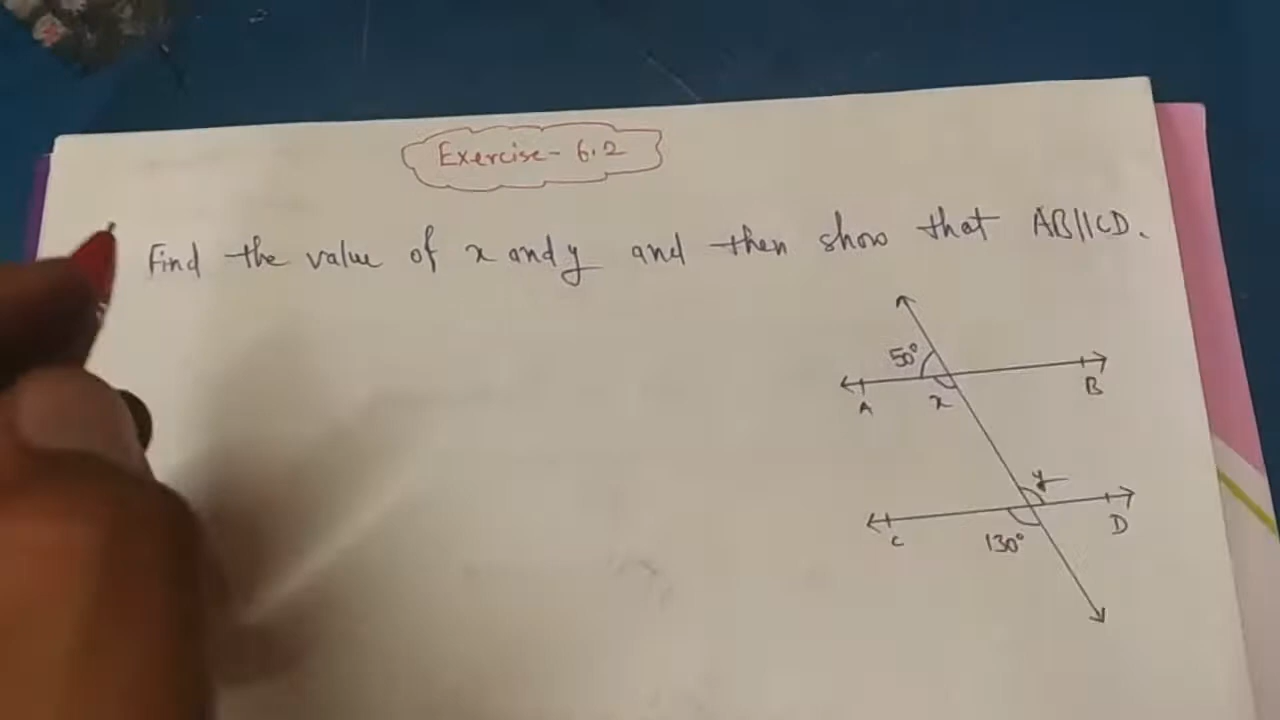 Exercise- 6.2
Find the value of x and y and then show that AB||CD.
50°
A
x
B
y
C
130°
D